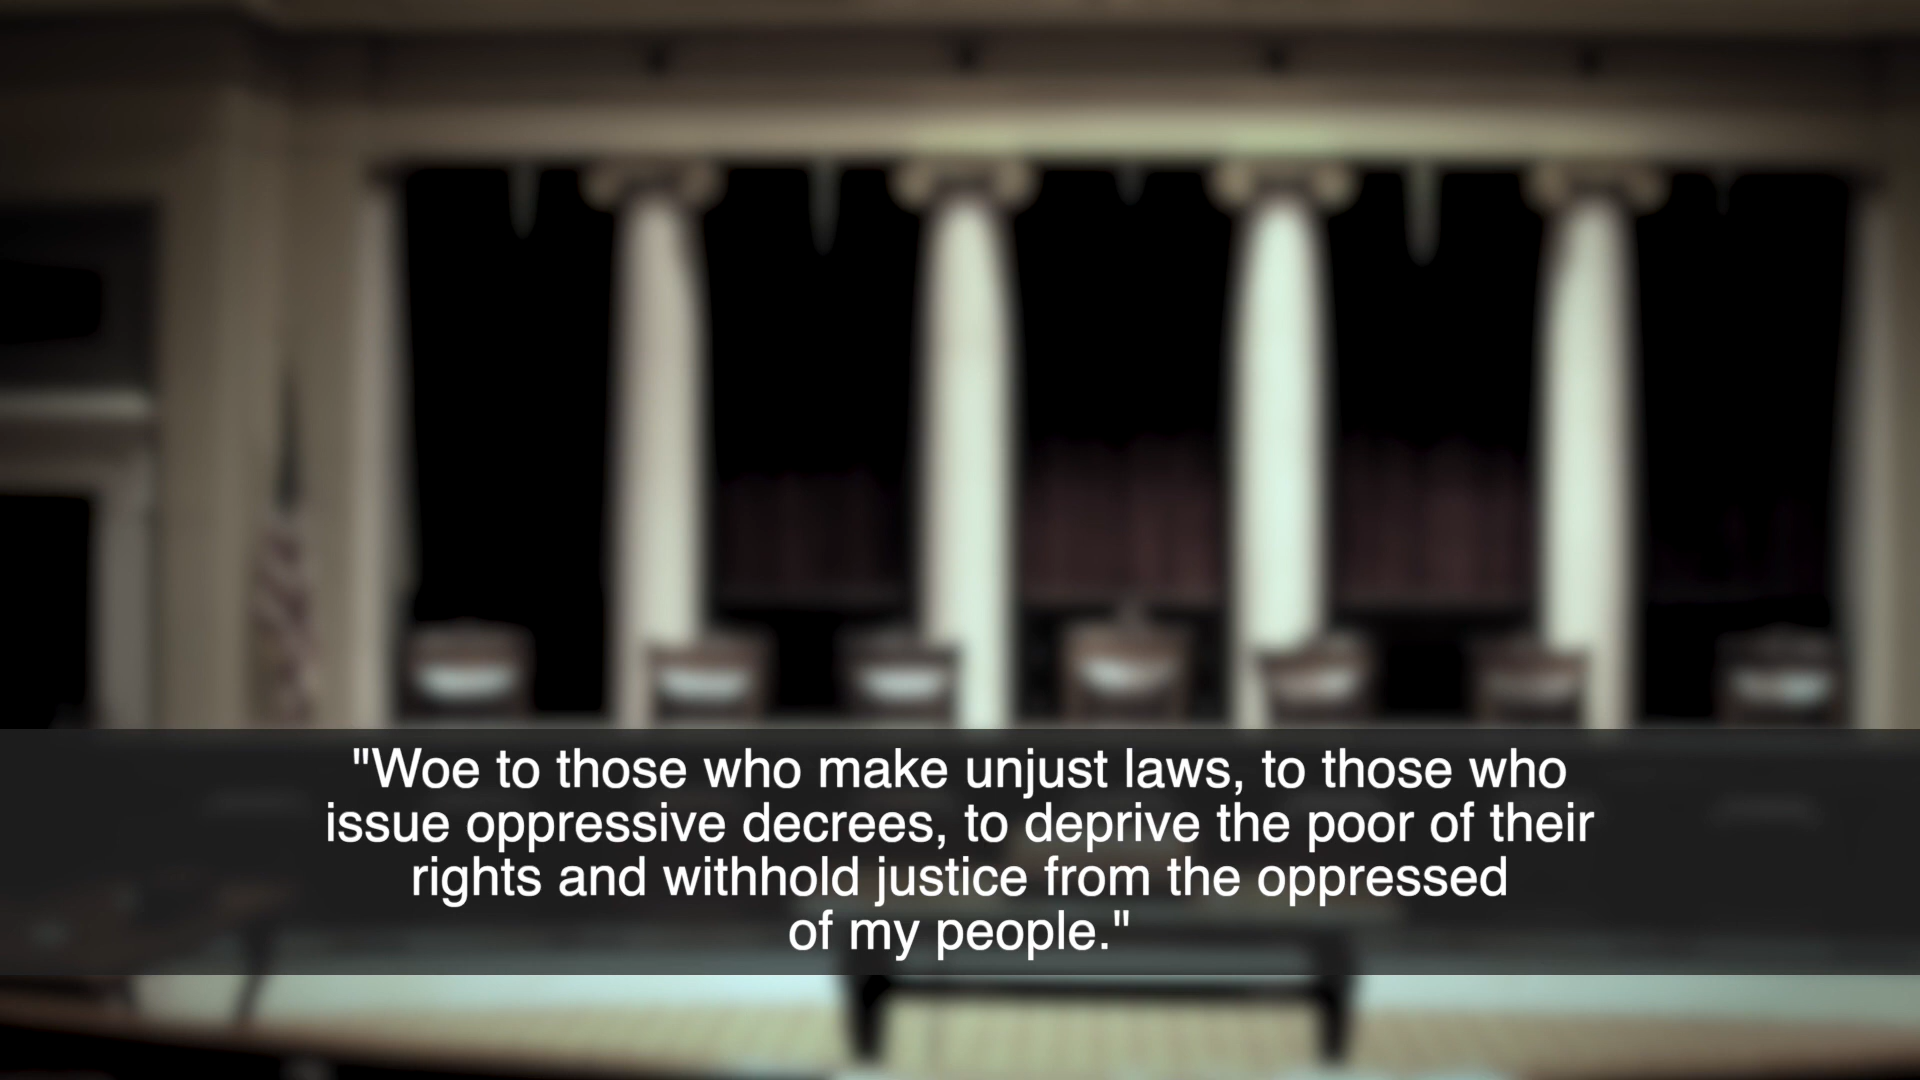 "Woe to those who make unjust laws, to those who
issue oppressive decrees, to deprive the poor of their
rights and withhold justice from the oppressed
of my people."